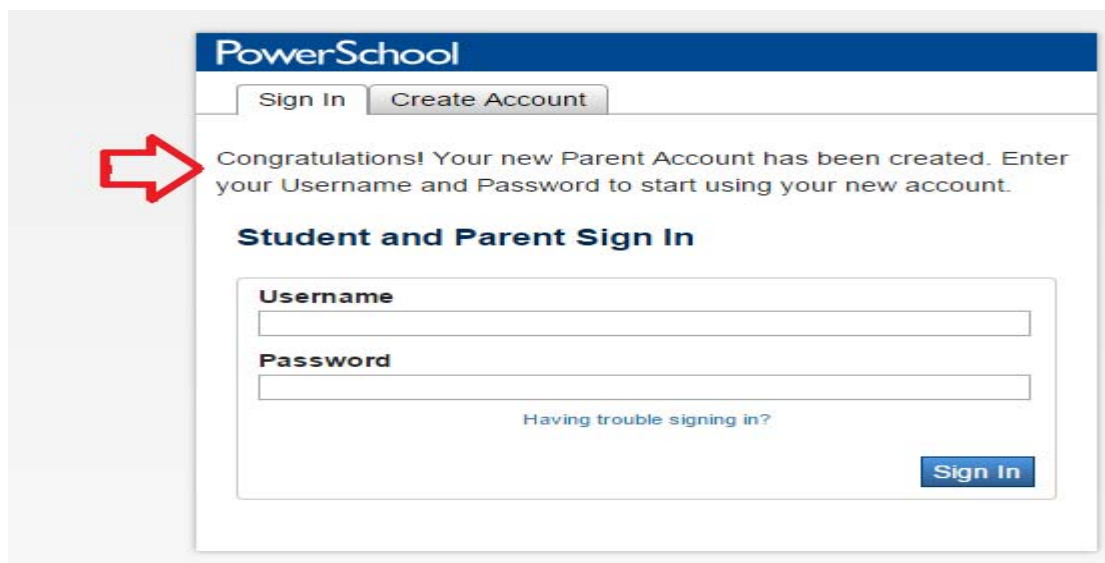 PowerSchool
Sign In
Create Account
Congratulations! Your new Parent Account has been created. Enter
your Username and Password to start using your new account.
Student and Parent Sign In
Username
Password
Having trouble signing in?
Sign In